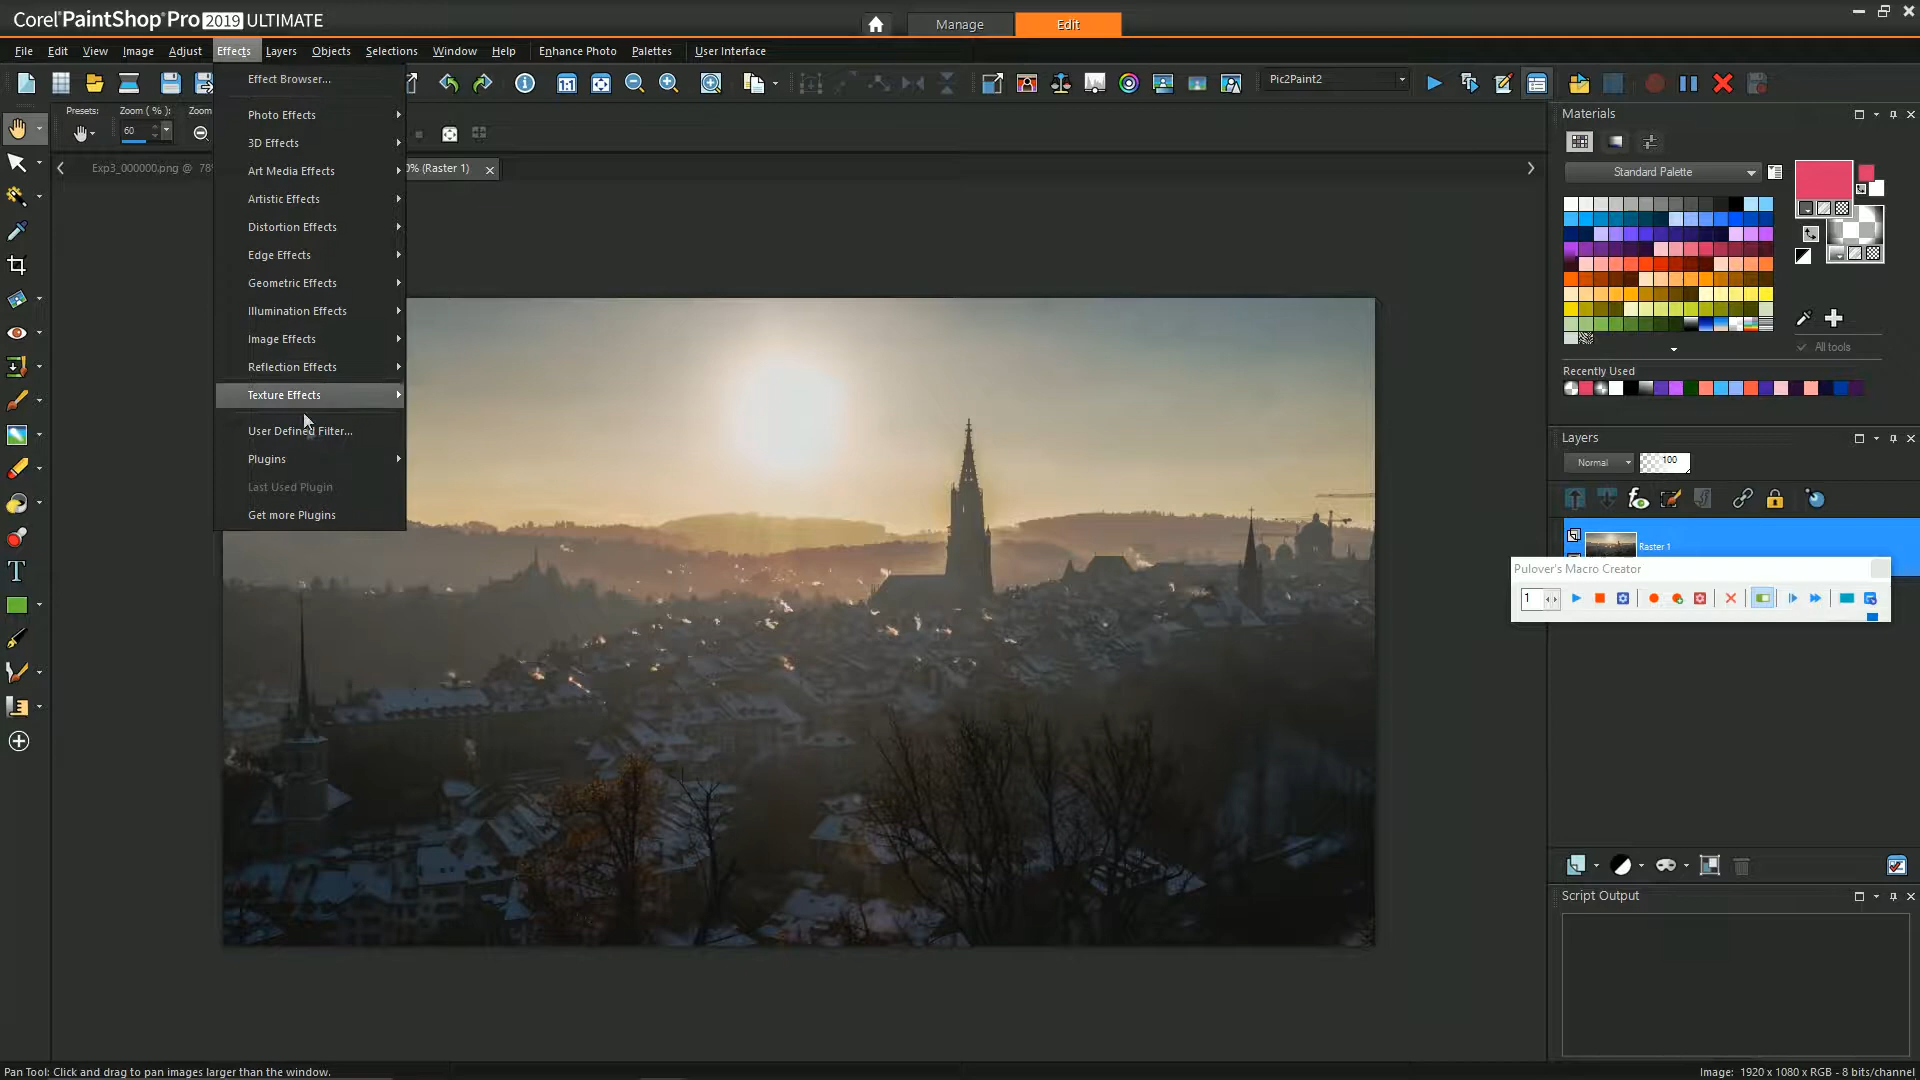 Corel PaintShop Pro 2019 ULTIMATE
Manage
Edit
File Edit View Image Adjust Effects Layers Objects Selections Window Help Enhance Photo Palettes User Interface
Pic2Paint2
Presets:
Zoom ( % ):
Zoom
60
Exp3_000000.png @ 78
0% (Raster 1)
Effect Browser...
Photo Effects
3D Effects
Art Media Effects
Artistic Effects
Distortion Effects
Edge Effects
Geometric Effects
Illumination Effects
Image Effects
Reflection Effects
Texture Effects
User Defined Filter...
Plugins
Last Used Plugin
Get more Plugins
Materials
Standard Palette
All tools
Recently Used
Layers
Normal
100
Raster 1
Pulover's Macro Creator
1
Script Output
Pan Tool: Click and drag to pan images larger than the window.
Image: 1920 x 1080 x RGB - 8 bits/channel